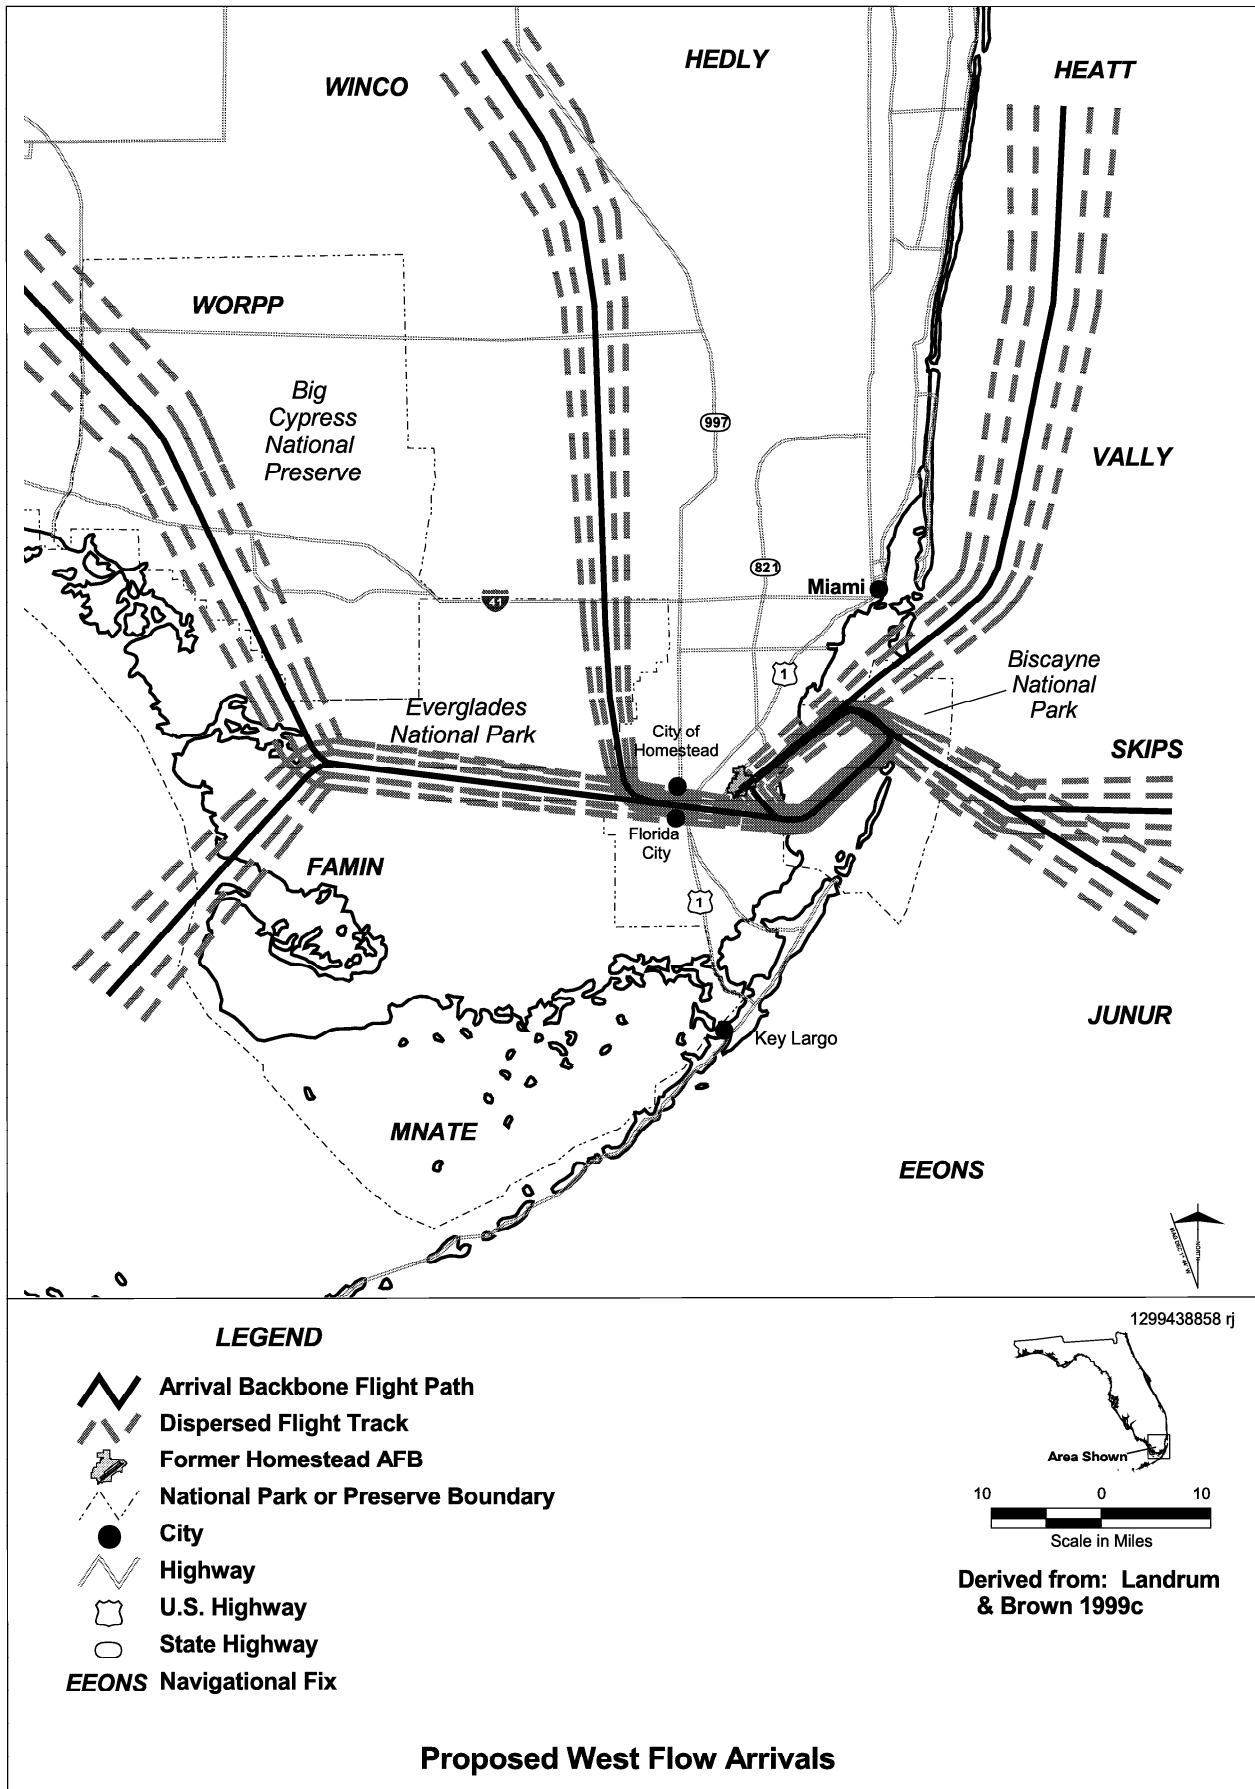 HEDLY
HEATT
WINCO
WORPP
Big
Cypress
National
Preserve
997
VALLY
821
Miami
41
Biscayne
National
Park
1
Everglades
National Park
City of
Homestead
SKIPS
Florida
City
FAMIN
1
JUNUR
Key Largo
MNATE
EEONS
NORTH
LEGEND
1299438858 rj
Arrival Backbone Flight Path
Dispersed Flight Track
Former Homestead AFB
Area Shown
National Park or Preserve Boundary
10 0 10
City
Scale in Miles
Highway
Derived from: Landrum
& Brown 1999c
U.S. Highway
State Highway
EEONS Navigational Fix
Proposed West Flow Arrivals